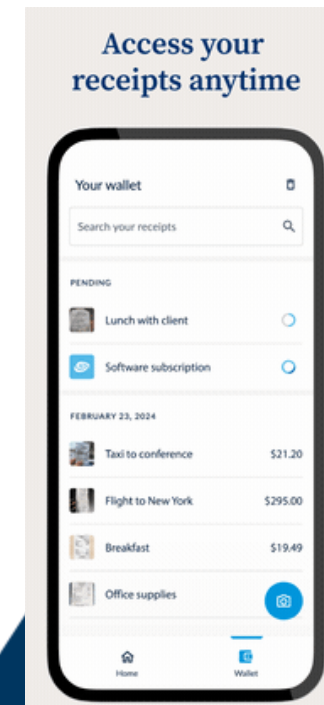 Access your
receipts anytime
Your wallet
Search your receipts
PENDING
Lunch with client
Software subscription
FEBRUARY 23, 2024
Taxi to conference $21.20
Flight to New York $295.00
Breakfast $19.49
Office supplies
Home Wallet